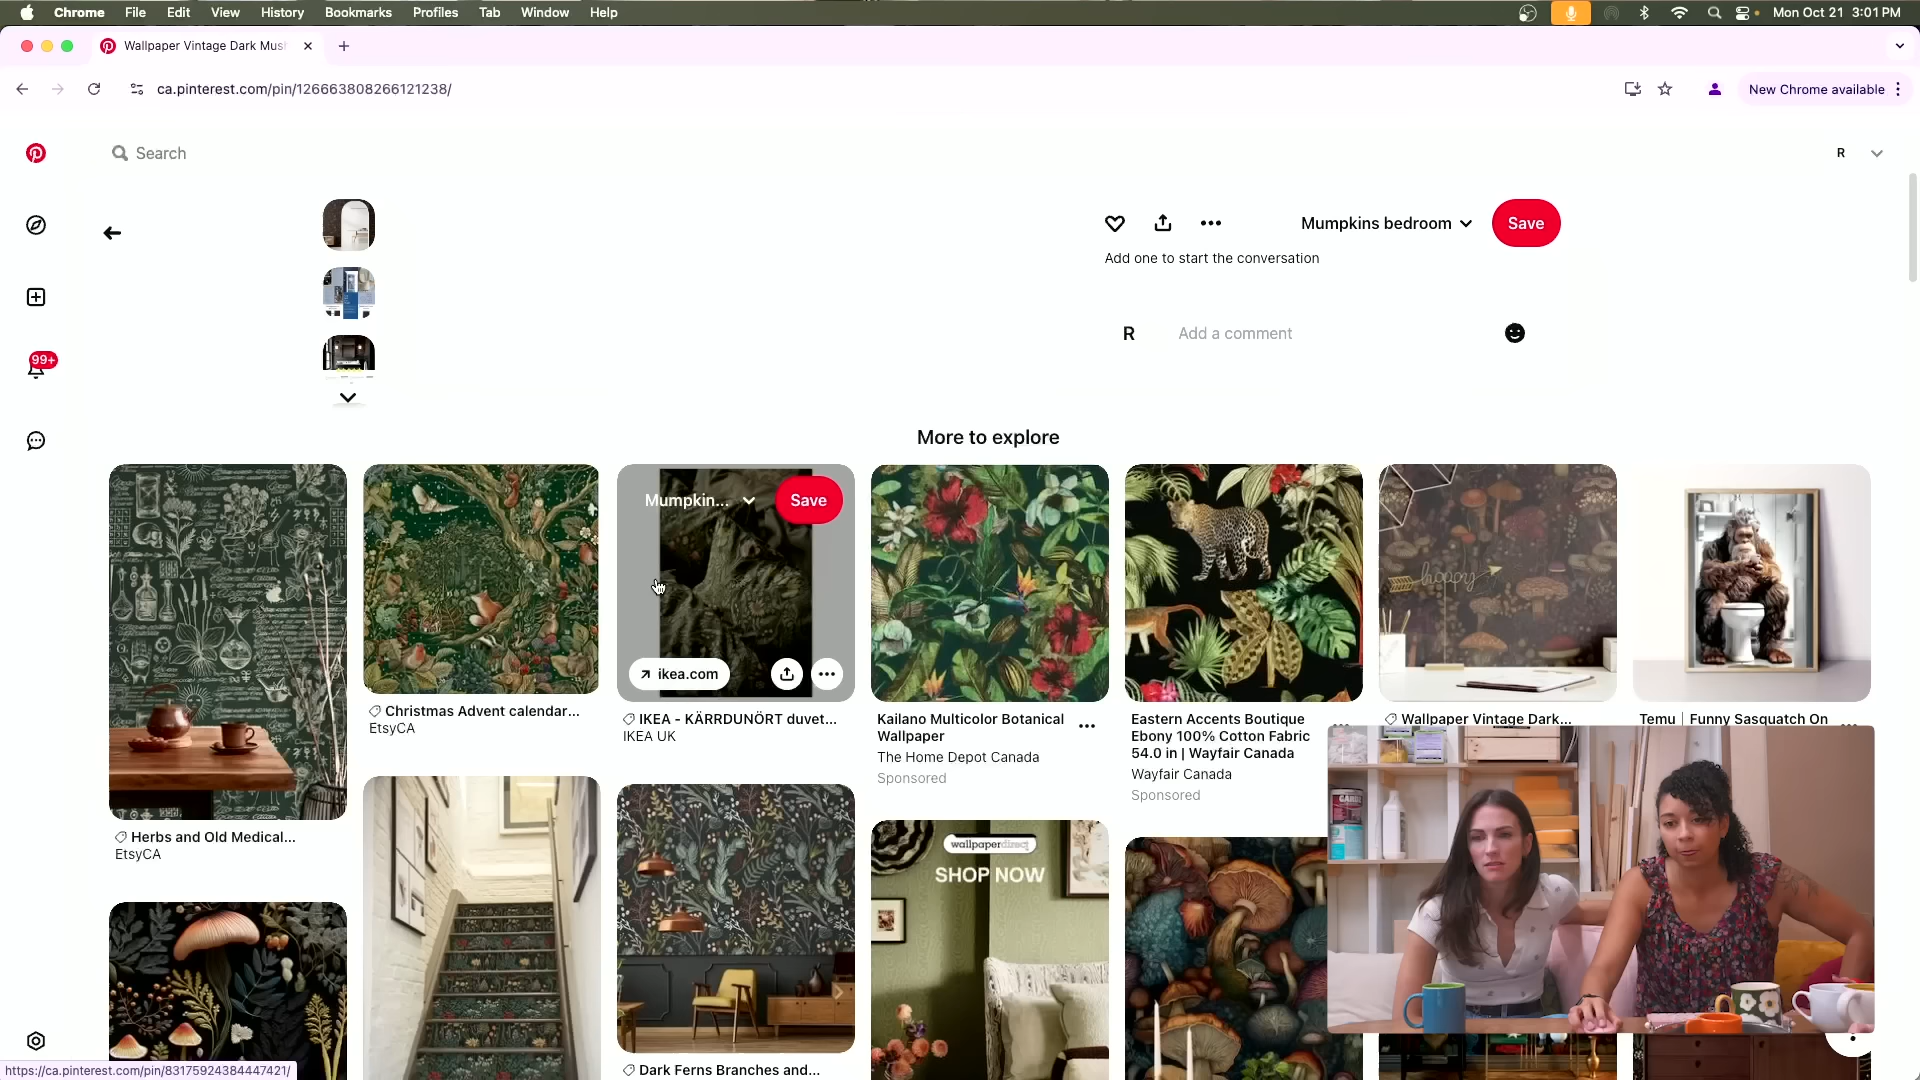 Chrome File Edit View History Bookmarks Profiles Tab Window Help
Mon Oct 21 3:01 PM
Wallpaper Vintage Dark Mus
ca.pinterest.com/pin/126663808266121238/
New Chrome available
Search
R
Mumpkins bedroom
Save
Add one to start the conversation
99+
R
Add a comment
More to explore
Mumpkin...
Save
happy
ikea.com
Christmas Advent calendar...
EtsyCA
IKEA - KÄRRDUNÖRT duvet...
IKEA UK
Kailano Multicolor Botanical
Wallpaper
The Home Depot Canada
Sponsored
Eastern Accents Boutique
Ebony 100% Cotton Fabric
54.0 in | Wayfair Canada
Wayfair Canada
Sponsored
Wallpaper Vintage Dark...
Temu | Funny Sasquatch On
Herbs and Old Medical...
EtsyCA
wallpaperdirect
SHOP NOW
Dark Ferns Branches and...
https://ca.pinterest.com/pin/83175924384447421/